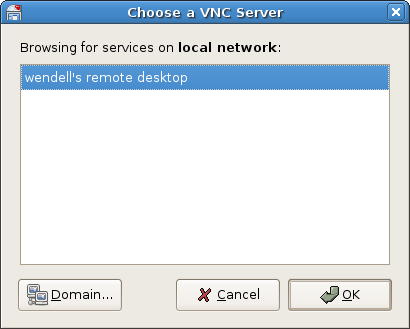 Choose a VNC Server
Browsing for services on local network:
wendell's remote desktop
Domain...
Cancel
OK